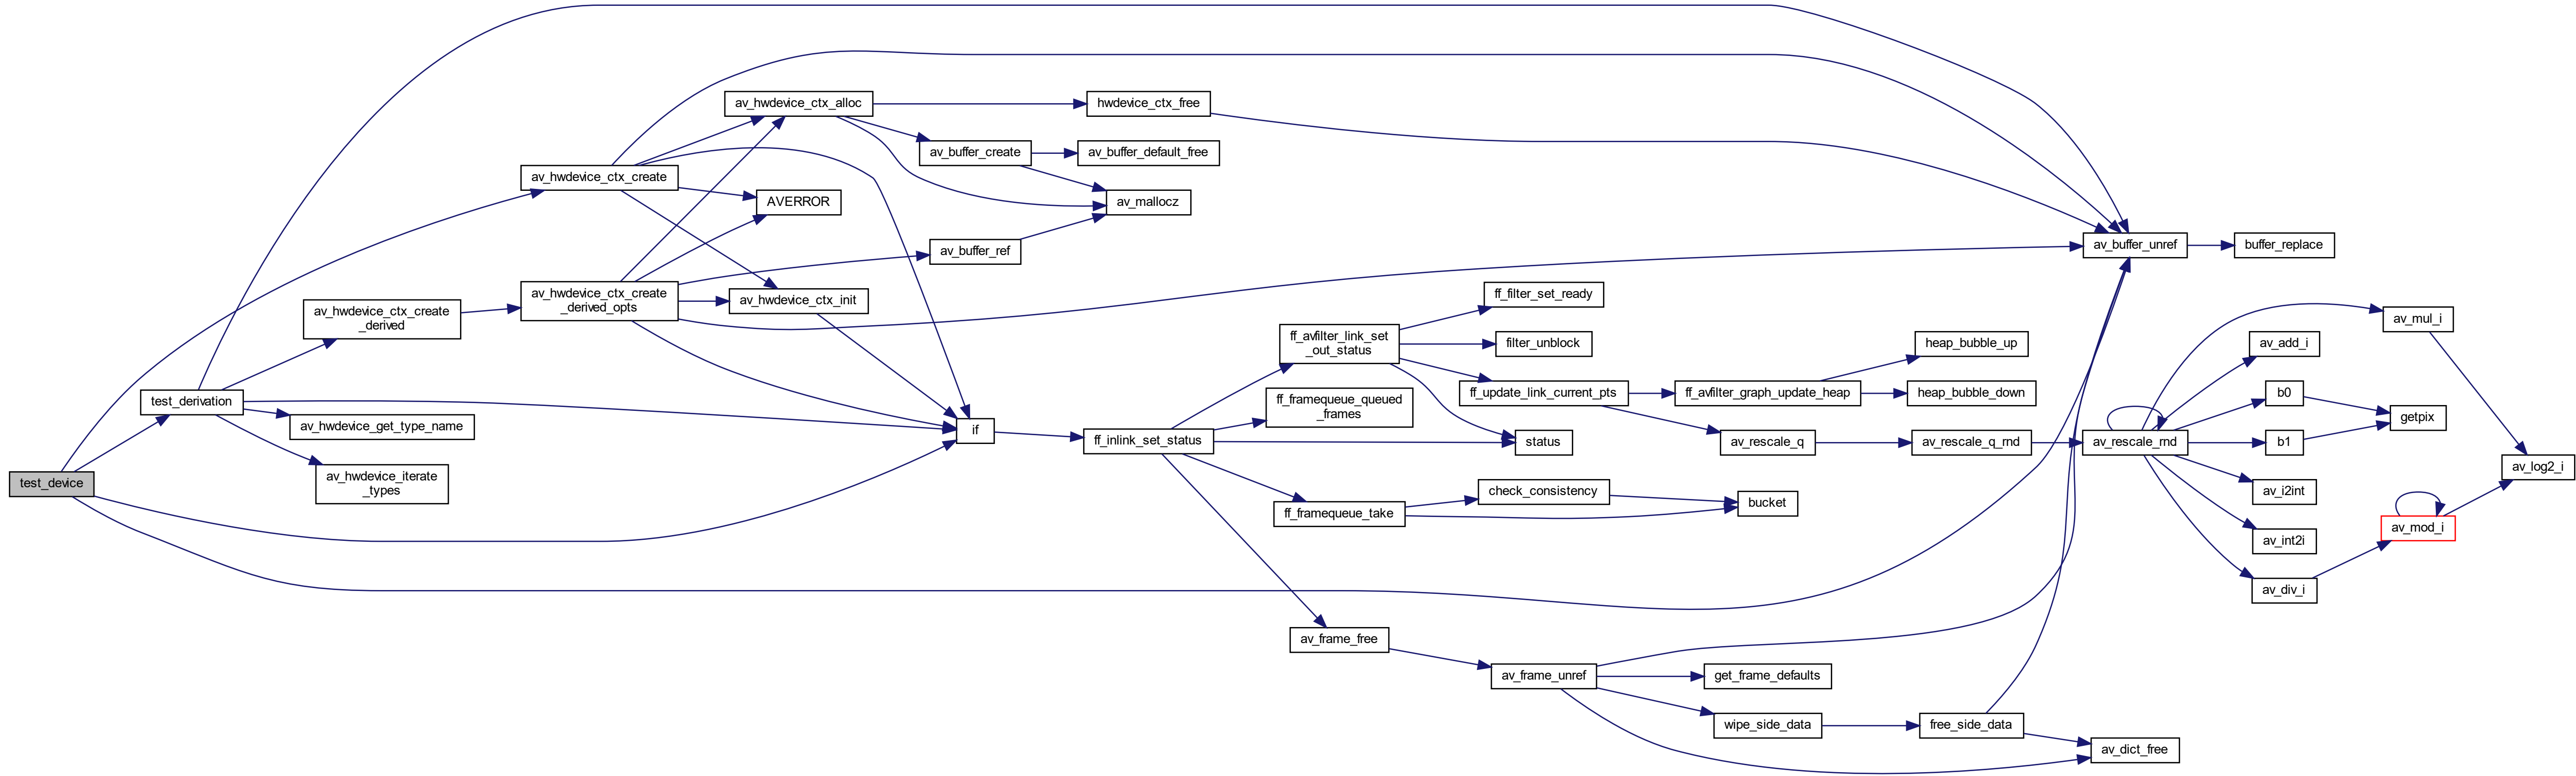 test_device
test_derivation
av_hwdevice_ctx_create
_derived
av_hwdevice_get_type_name
av_hwdevice_iterate
_types
av_hwdevice_ctx_create
av_hwdevice_ctx_create
_derived_opts
av_hwdevice_ctx_alloc
AVERROR
av_hwdevice_ctx_init
av_buffer_create
av_buffer_ref
if
hwdevice_ctx_free
av_buffer_default_free
av_mallocz
ff_inlink_set_status
ff_avfilter_link_set
_out_status
ff_framequeue_queued
_frames
ff_framequeue_take
av_frame_free
ff_filter_set_ready
filter_unblock
ff_update_link_current_pts
status
check_consistency
av_frame_unref
ff_avfilter_graph_update_heap
av_rescale_q
bucket
get_frame_defaults
wipe_side_data
heap_bubble_up
heap_bubble_down
av_rescale_q_rnd
free_side_data
av_buffer_unref
av_rescale_rnd
av_dict_free
buffer_replace
av_add_i
b0
b1
av_i2int
av_int2i
av_div_i
av_mul_i
getpix
av_mod_i
av_log2_i